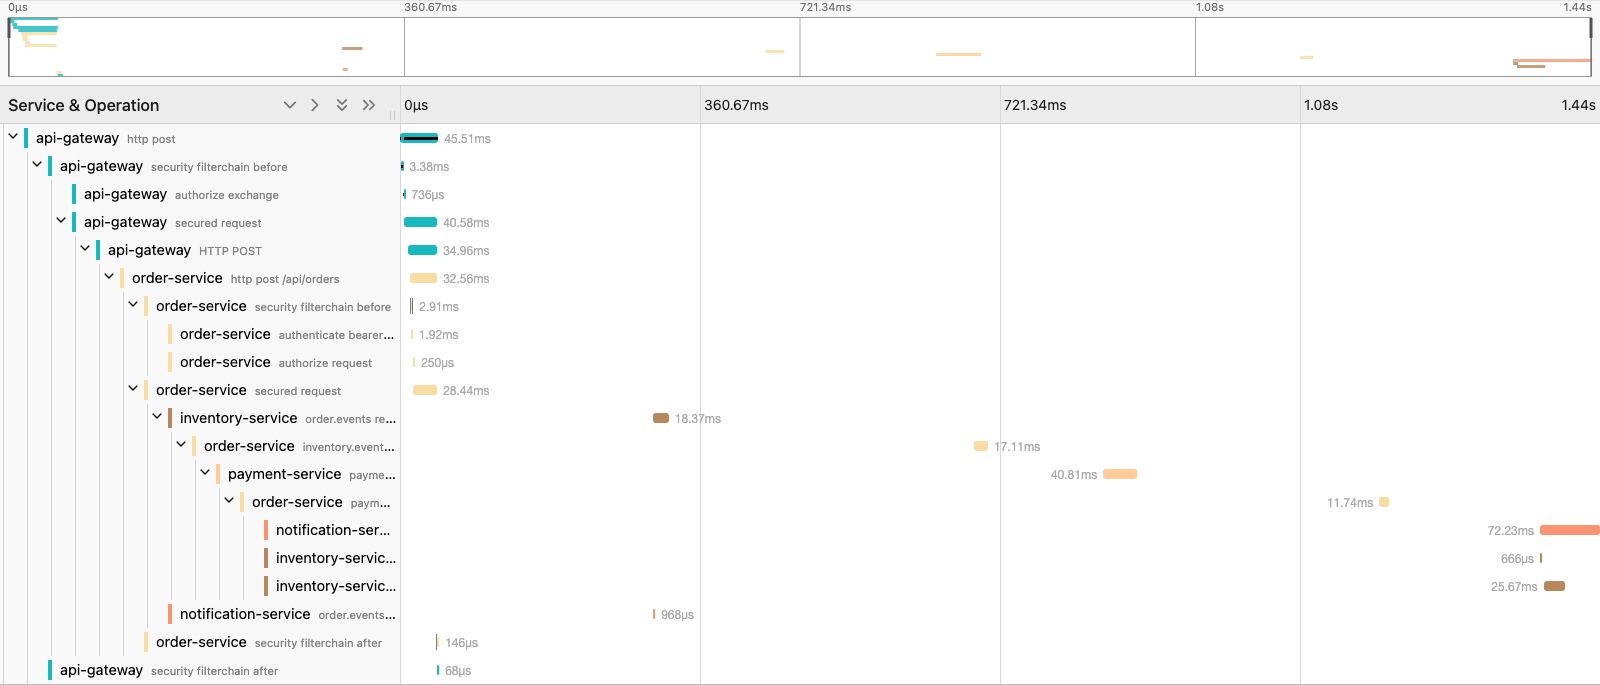 0μs 360.67ms 721.34ms 1.08s 1.44s
Service & Operation 0μs 360.67ms 721.34ms 1.08s 1.44s
api-gateway http post 45.51ms
api-gateway security filterchain before 3.38ms
api-gateway authorize exchange 736μs
api-gateway secured request 40.58ms
api-gateway HTTP POST 34.96ms
order-service http post /api/orders 32.56ms
order-service security filterchain before 2.91ms
order-service authenticate bearer... 1.92ms
order-service authorize request 250μs
order-service secured request 28.44ms
inventory-service order.events re... 18.37ms
order-service inventory.event... 17.11ms
payment-service payme... 40.81ms
order-service paym... 11.74ms
notification-ser... 72.23ms
inventory-servic... 666μs
inventory-servic... 25.67ms
notification-service order.events... 968μs
order-service security filterchain after 146μs
api-gateway security filterchain after 68μs